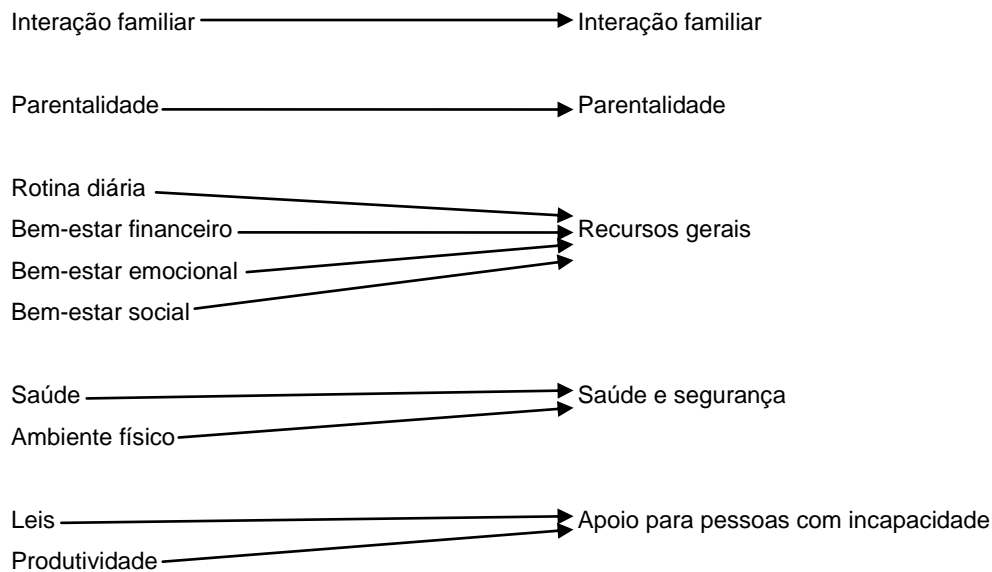 Interação familiar Interação familiar
Parentalidade Parentalidade
Rotina diária
Bem-estar financeiro Recursos gerais
Bem-estar emocional
Bem-estar social
Saúde Saúde e segurança
Ambiente físico
Leis Apoio para pessoas com incapacidade
Produtividade